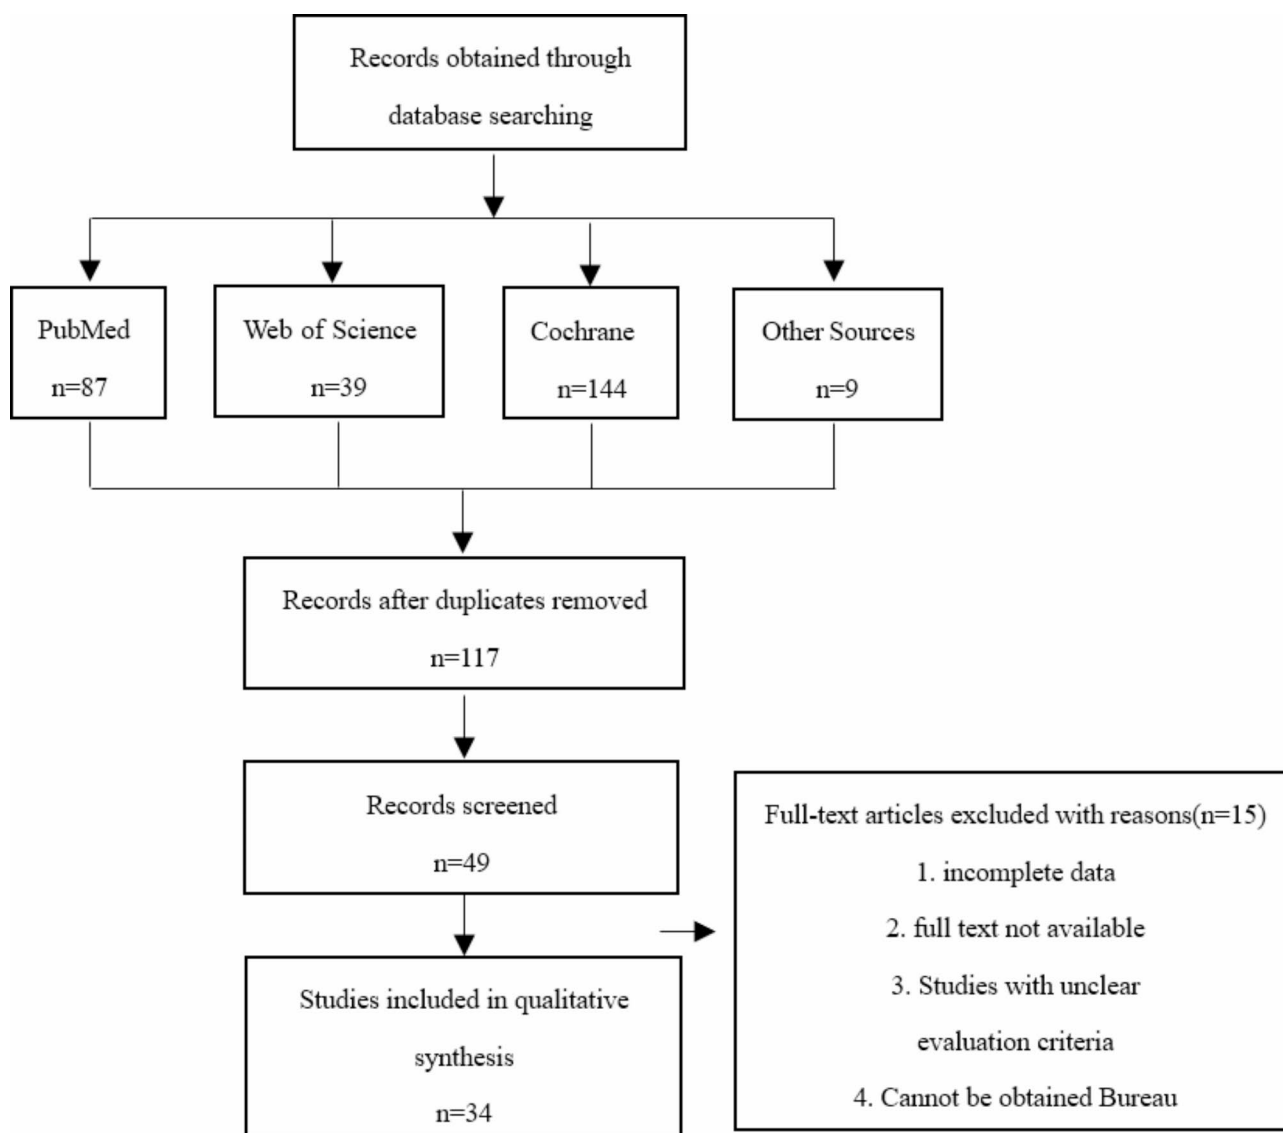 Records obtained through
database searching
PubMed
n=87
Web of Science
n=39
Cochrane
n=144
Other Sources
n=9
Records after duplicates removed
n=117
Records screened
n=49
Full-text articles excluded with reasons(n=15)
1. incomplete data
2. full text not available
3. Studies with unclear
evaluation criteria
4. Cannot be obtained Bureau
Studies included in qualitative
synthesis
n=34